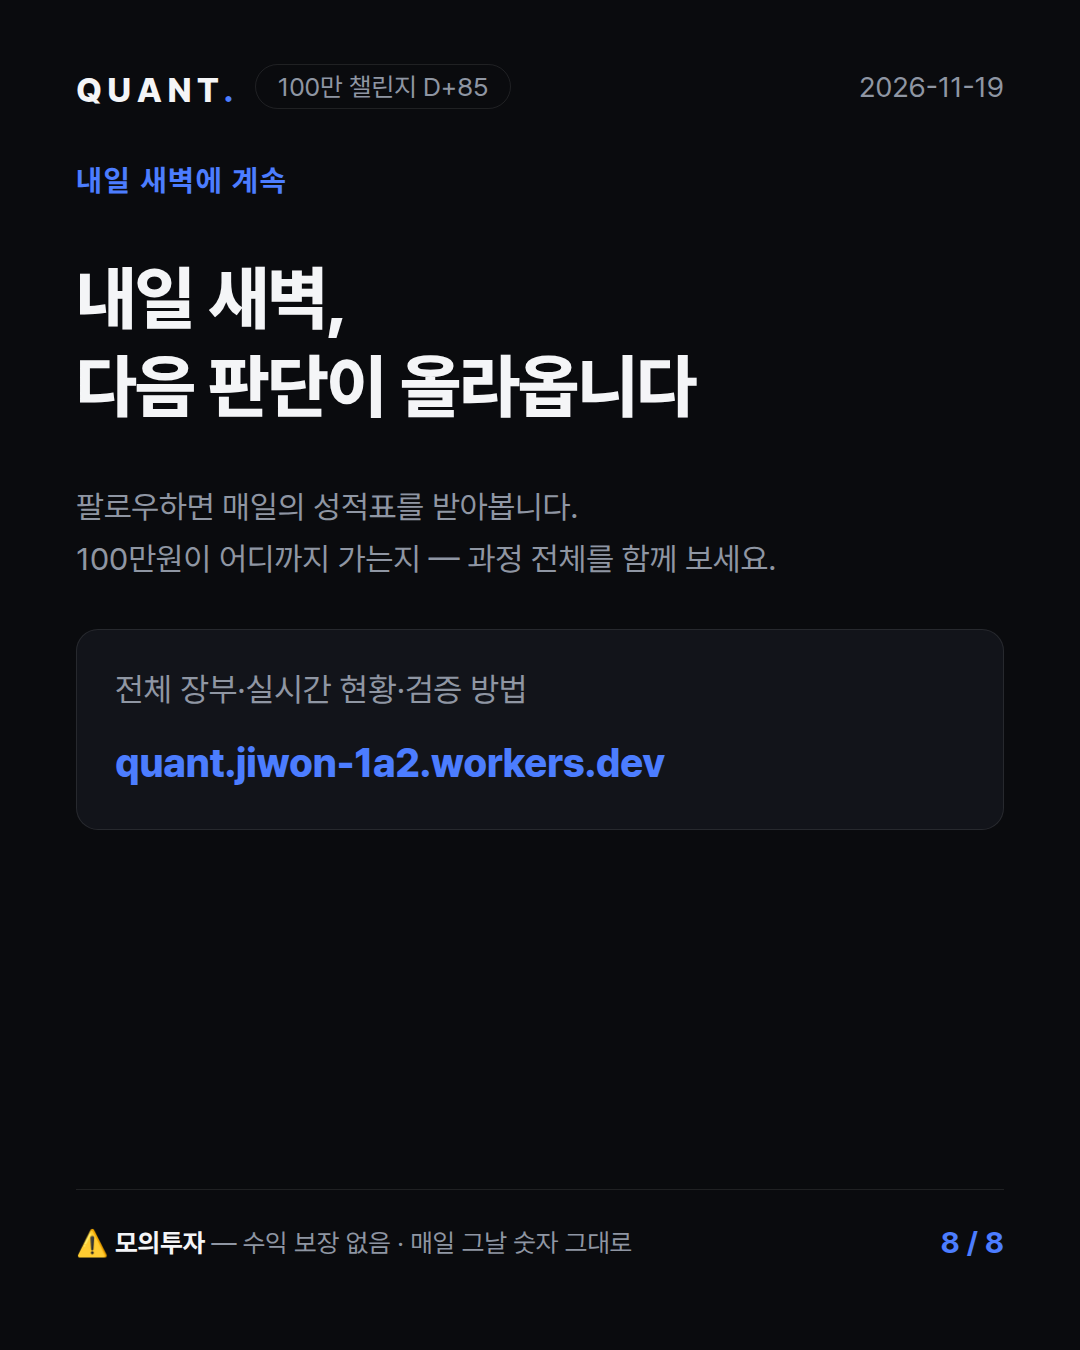 QUANT. 100만 챌린지 D+85 2026-11-19
내일 새벽에 계속
내일 새벽,
다음 판단이 올라옵니다
팔로우하면 매일의 성적표를 받아봅니다.
100만원이 어디까지 가는지 — 과정 전체를 함께 보세요.
전체 장부·실시간 현황·검증 방법
quant.jiwon-1a2.workers.dev
⚠️ 모의투자 — 수익 보장 없음 · 매일 그날 숫자 그대로 8 / 8